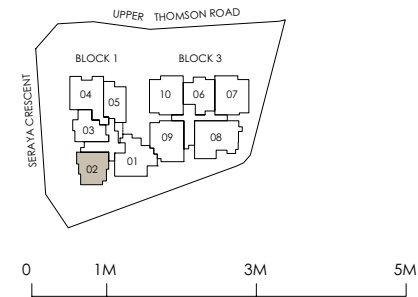 UPPER THOMSON ROAD
SERAYA CRESCENT
BLOCK 1
BLOCK 3
04
05
03
02
01
10
06
07
09
08
0
1M
3M
5M